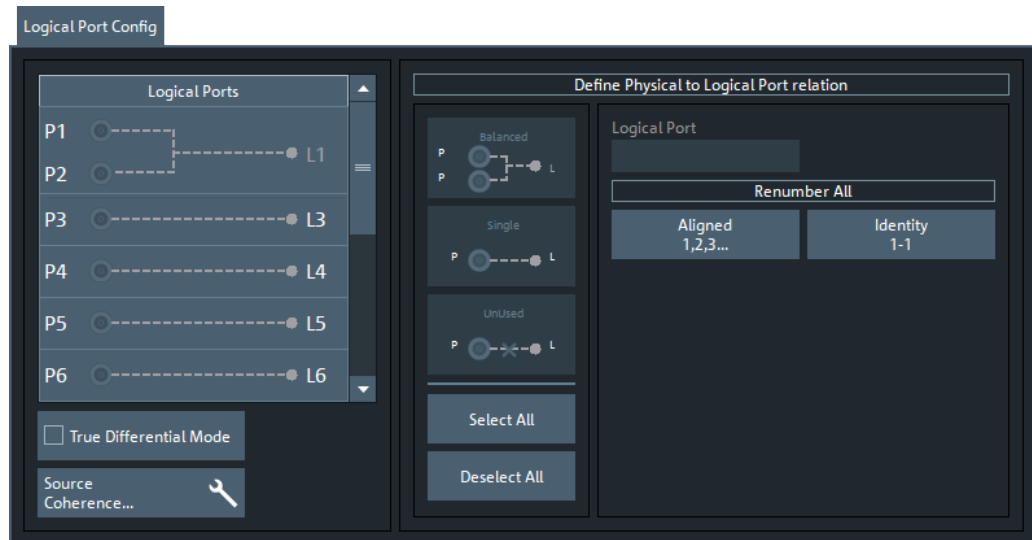 Logical Port Config
Logical Ports
P1
L1
P2
P3 L3
P4 L4
P5 L5
P6 L6
True Differential Mode
Source
Coherence...
Define Physical to Logical Port relation
Balanced
P
L
P
Single
P L
UnUsed
P L
Select All
Deselect All
Logical Port
Renumber All
Aligned
1,2,3...
Identity
1-1